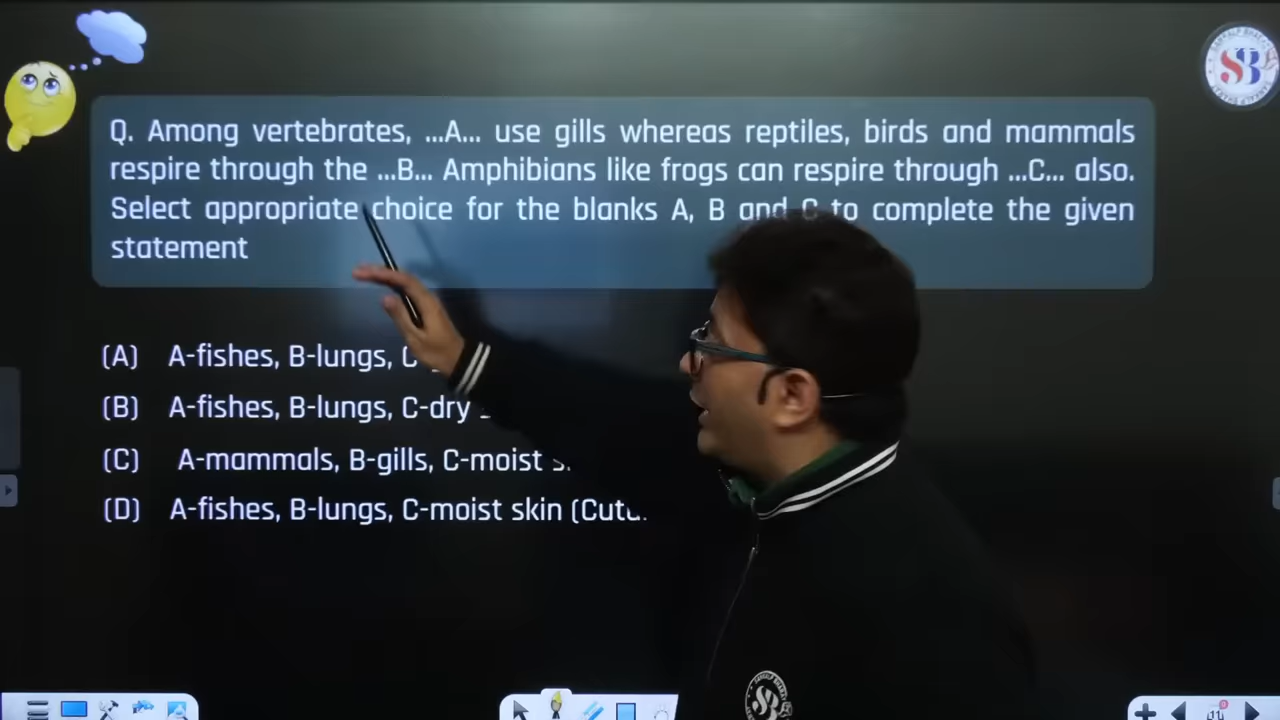 Q. Among vertebrates, ...A... use gills whereas reptiles, birds and mammals
respire through the ...B... Amphibians like frogs can respire through ...C... also.
Select appropriate choice for the blanks A, B and C to complete the given
statement
(A) A-fishes, B-lungs,
(B) A-fishes, B-lungs, C-dry
(C) A-mammals, B-gills, C-moist
(D) A-fishes, B-lungs, C-moist skin
SB
11